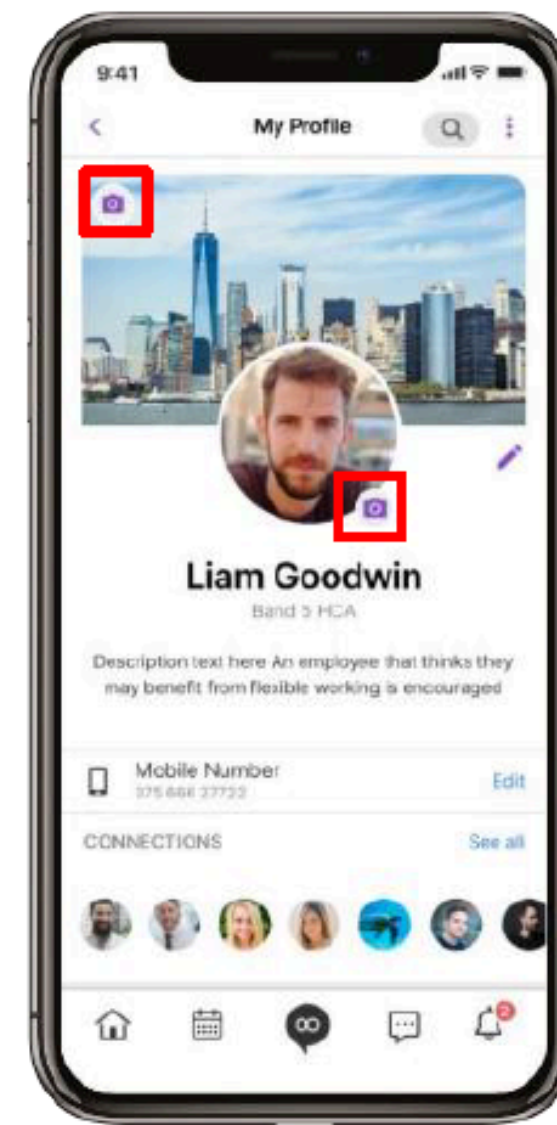 9:41
My Profile
Liam Goodwin
Band 5 HCA
Description text here An employee that thinks they
may benefit from flexible working is encouraged
Mobile Number
Edit
CONNECTIONS
See all
2